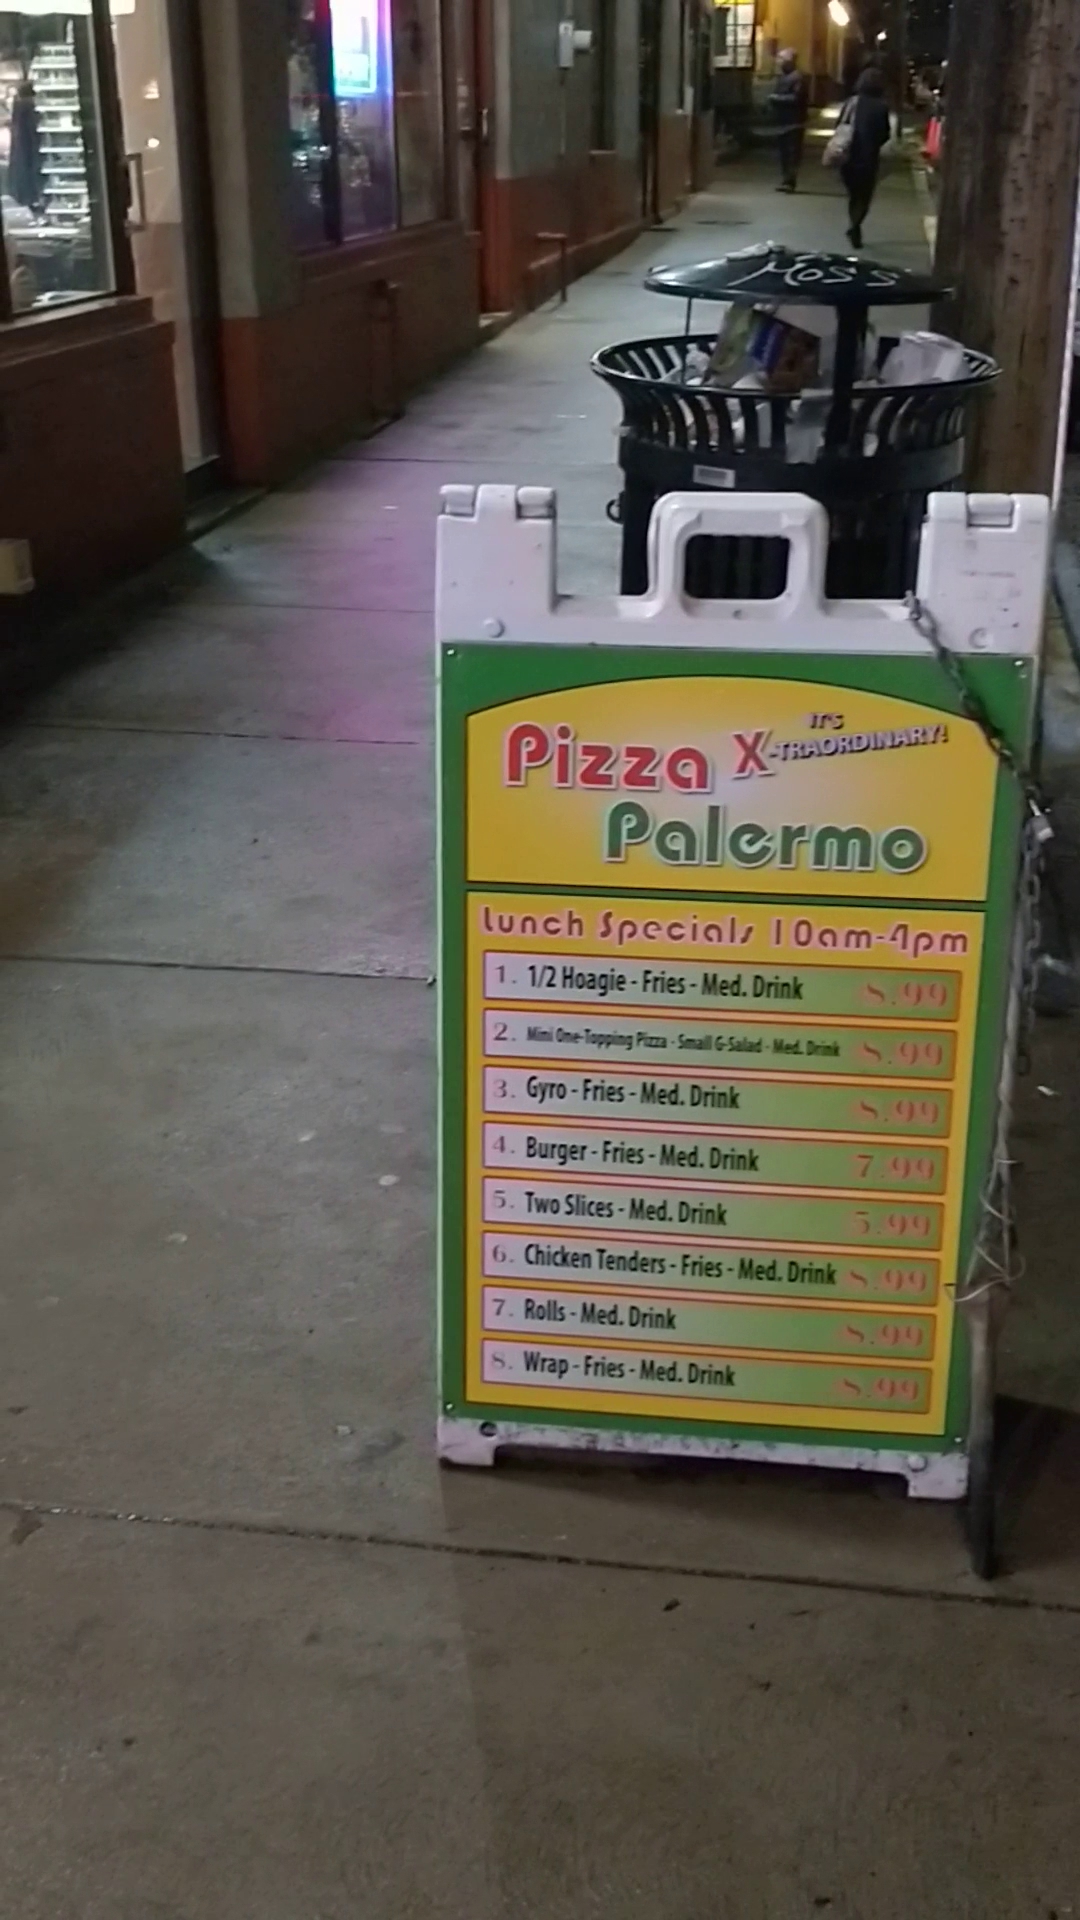 MOSS
IT'S
Pizza X-TRAORDINARY!
Palermo
Lunch Specials 10am-4pm
1. 1/2 Hoagie - Fries - Med. Drink 8.99
2. Mini One-Topping Pizza - Small G-Salad - Med. Drink 8.99
3. Gyro - Fries - Med. Drink 8.99
4. Burger - Fries - Med. Drink 7.99
5. Two Slices - Med. Drink 5.99
6. Chicken Tenders - Fries - Med. Drink 8.99
7. Rolls - Med. Drink 8.99
8. Wrap - Fries - Med. Drink 8.99